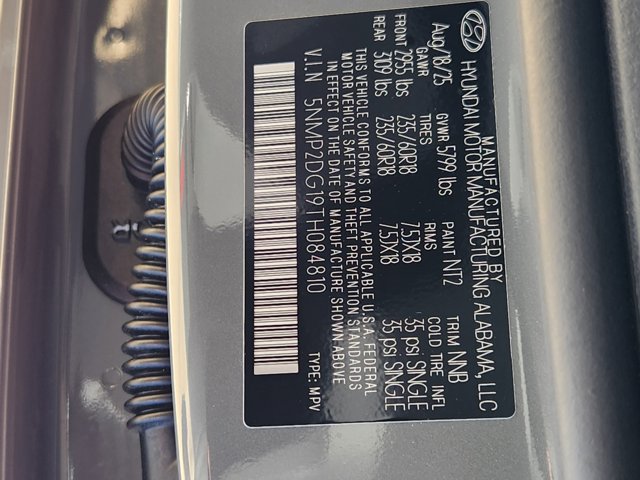 MANUFACTURED BY
HYUNDAI MOTOR MANUFACTURING ALABAMA, LLC
Aug/18/25 GVWR 5799 lbs PAINT NT2 TRIM NNB
GAWR TIRES RIMS COLD TIRE INFL
FRONT 2955 lbs 235/60R18 7.5JX18 35 psi SINGLE
REAR 3109 lbs 235/60R18 7.5JX18 35 psi SINGLE
THIS VEHICLE CONFORMS TO ALL APPLICABLE U.S.A. FEDERAL
MOTOR VEHICLE SAFETY AND THEFT PREVENTION STANDARDS
IN EFFECT ON THE DATE OF MANUFACTURE SHOWN ABOVE
V.I.N 5NMP2DG19TH084810 TYPE: MPV